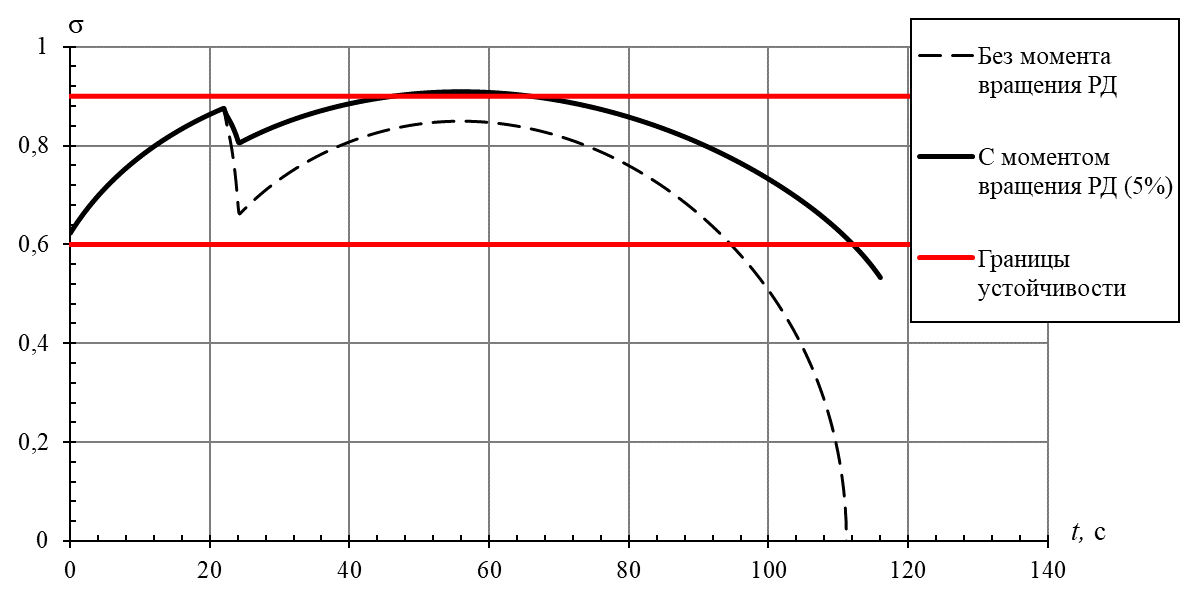 σ
1
0,8
0,6
0,4
0,2
0
0 20 40 60 80 100 120 140
t, с
Без момента
вращения РД
С моментом
вращения РД (5%)
Границы
устойчивости